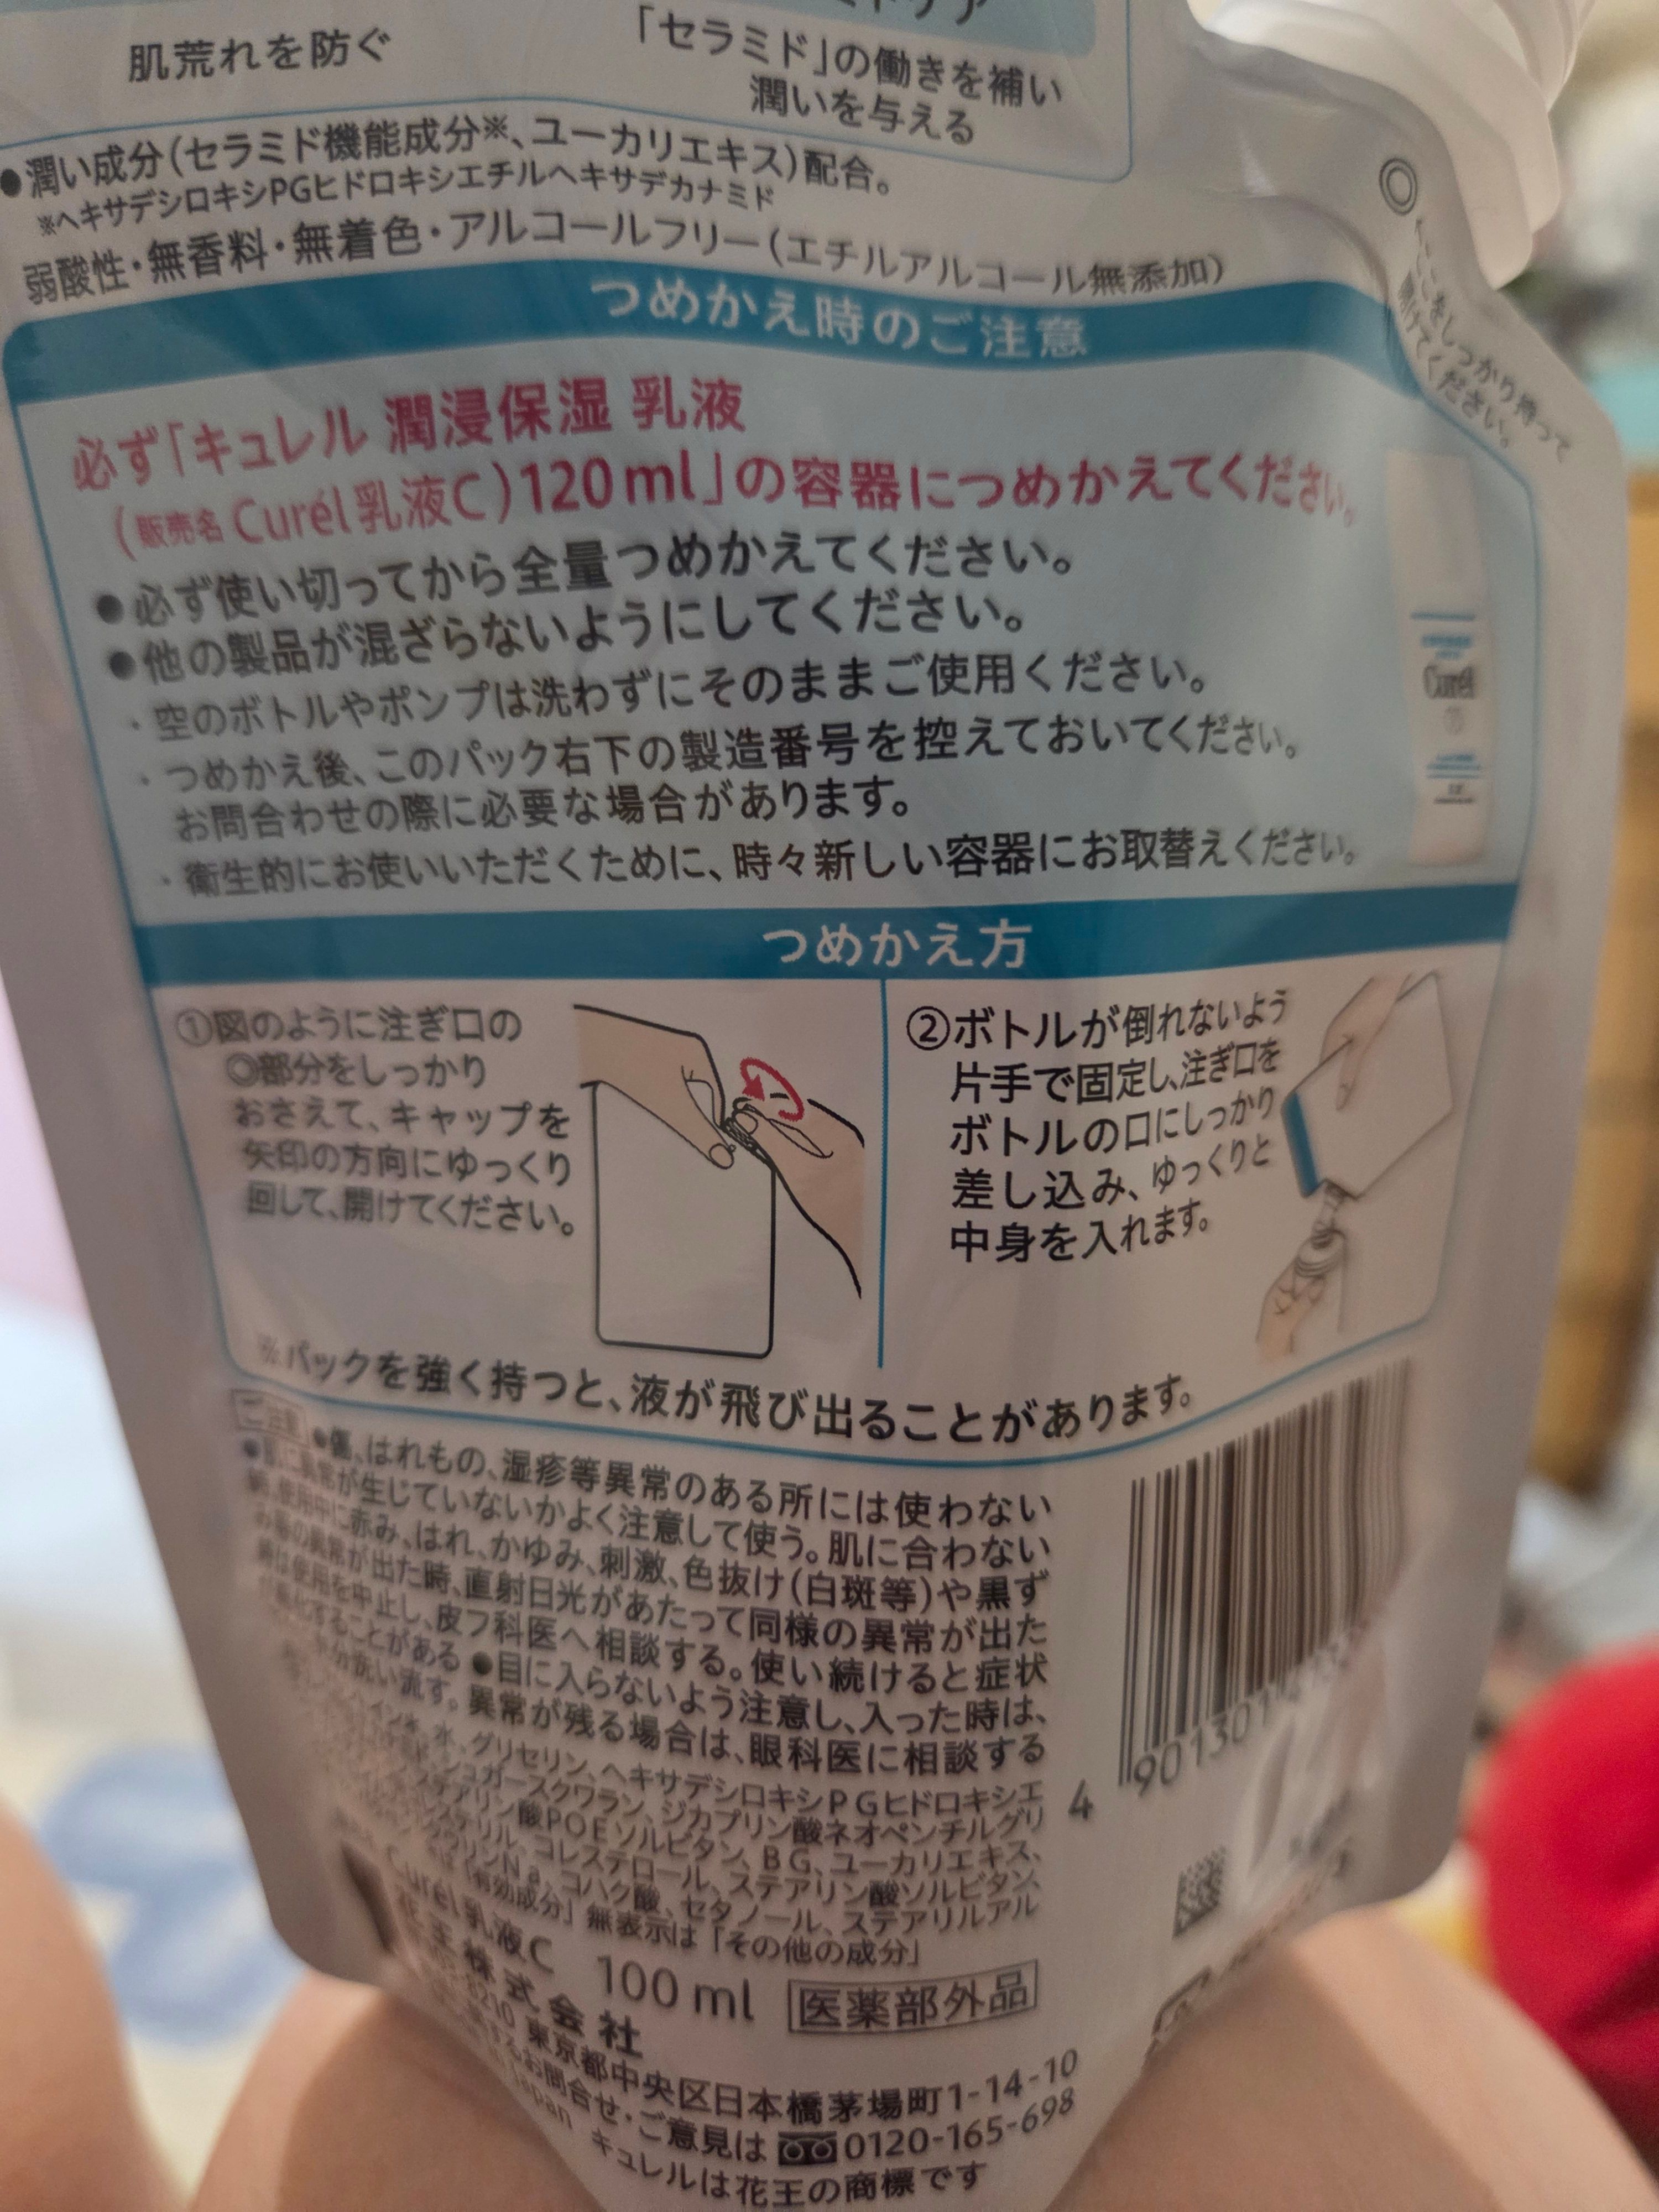 ケア
肌荒れを防ぐ
「セラミド」の働きを補い
潤いを与える
●潤い成分(セラミド機能成分※、ユーカリエキス)配合。
※ヘキサデシロキシPGヒドロキシエチルヘキサデカナミド
弱酸性・無香料・無着色・アルコールフリー(エチルアルコール無添加)
◎
をしっかり持って
開けてください。
つめかえ時のご注意
必ず「キュレル 潤浸保湿 乳液
(販売名 Curél 乳液C)120ml」の容器につめかえてください。
●必ず使い切ってから全量つめかえてください。
●他の製品が混ざらないようにしてください。
・空のボトルやポンプは洗わずにそのままご使用ください。
・つめかえ後、このパック右下の製造番号を控えておいてください。
お問合わせの際に必要な場合があります。
・衛生的にお使いいただくために、時々新しい容器にお取替えください。
Curél
つめかえ方
①図のように注ぎ口の
◎部分をしっかり
おさえて、キャップを
矢印の方向にゆっくり
回して、開けてください。
②ボトルが倒れないよう
片手で固定し、注ぎ口を
ボトルの口にしっかり
差し込み、ゆっくりと
中身を入れます。
※パックを強く持つと、液が飛び出ることがあります。
ご注意 ●傷、はれもの、湿疹等異常のある所には使わない
●肌に異常が生じていないかよく注意して使う。肌に合わない
時、使用中に赤み、はれ、かゆみ、刺激、色抜け(白斑等)や黒ず
み等の異常が出た時、直射日光があたって同様の異常が出た
時は使用を中止し、皮フ科医へ相談する。使い続けると症状
が悪化することがある ●目に入らないよう注意し、入った時は、
十分洗い流す。異常が残る場合は、眼科医に相談する
水、グリセリン、ヘキサデシロキシPGヒドロキシエ
シュガースクワラン、ジカプリン酸ネオペンチルグリ
ステアリン酸POEソルビタン、BG、ユーカリエキス、
コレステロール、ステアリン酸ソルビタン、
コハク酸、セタノール、ステアリルアル
「有効成分」無表示は「その他の成分」
4 901301
Curél 乳液C 100ml 医薬部外品
花王株式会社
東京都中央区日本橋茅場町1-14-10
お問合せ・ご意見は 0120-165-698
Japan キュレルは花王の商標です